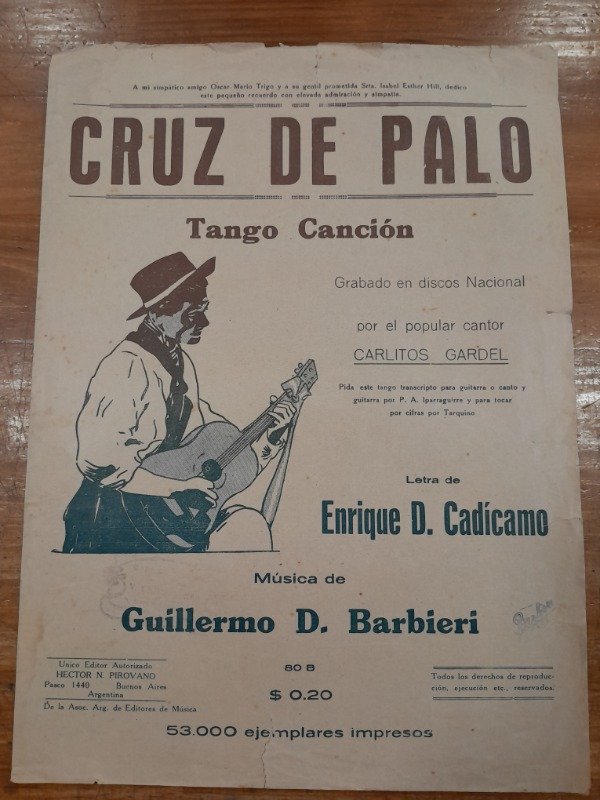 A mi simpático amigo Oscar Mario Trigo y a su gentil prometida Srta. Isabel Esther Hill, dedico
este pequeño recuerdo con elevada admiración y simpatía.
CRUZ DE PALO
Tango Canción
Grabado en discos Nacional
por el popular cantor
CARLITOS GARDEL
Pida este tango transcripto para guitarra o canto y
guitarra por P. A. Iparraguirre y para tocar
por cifras por Tarquino
Letra de
Enrique D. Cadícamo
Música de
Guillermo D. Barbieri
Unico Editor Autorizado
HECTOR N. PIROVANO
Pasco 1440 Buenos Aires
Argentina
De la Asoc. Arg. de Editores de Música
80 B
$ 0.20
Todos los derechos de reproduc-
ción, ejecución etc., reservados.
53.000 ejemplares impresos